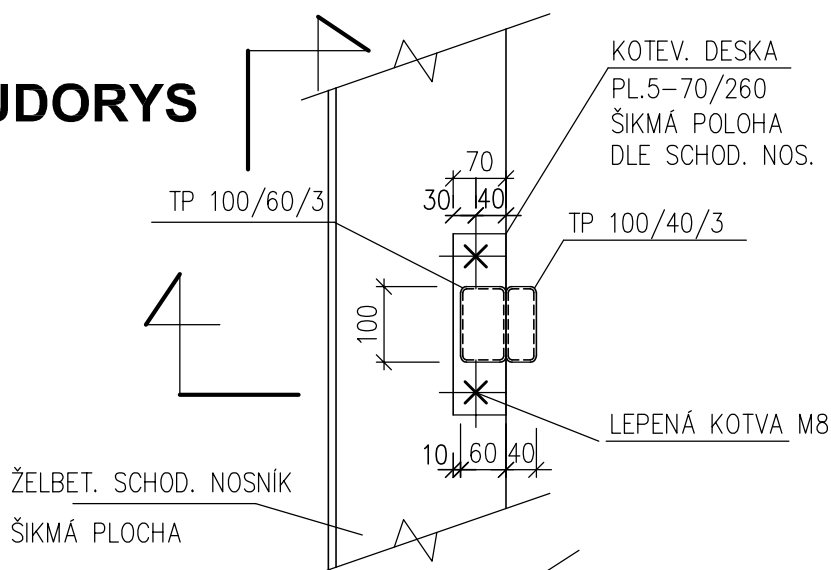 UDORYS
KOTEV. DESKA
PL.5-70/260
ŠIKMÁ POLOHA
DLE SCHOD. NOS.
70
30 40
TP 100/60/3
TP 100/40/3
100
LEPENÁ KOTVA M8
10 60 40
ŽELBET. SCHOD. NOSNÍK
ŠIKMÁ PLOCHA